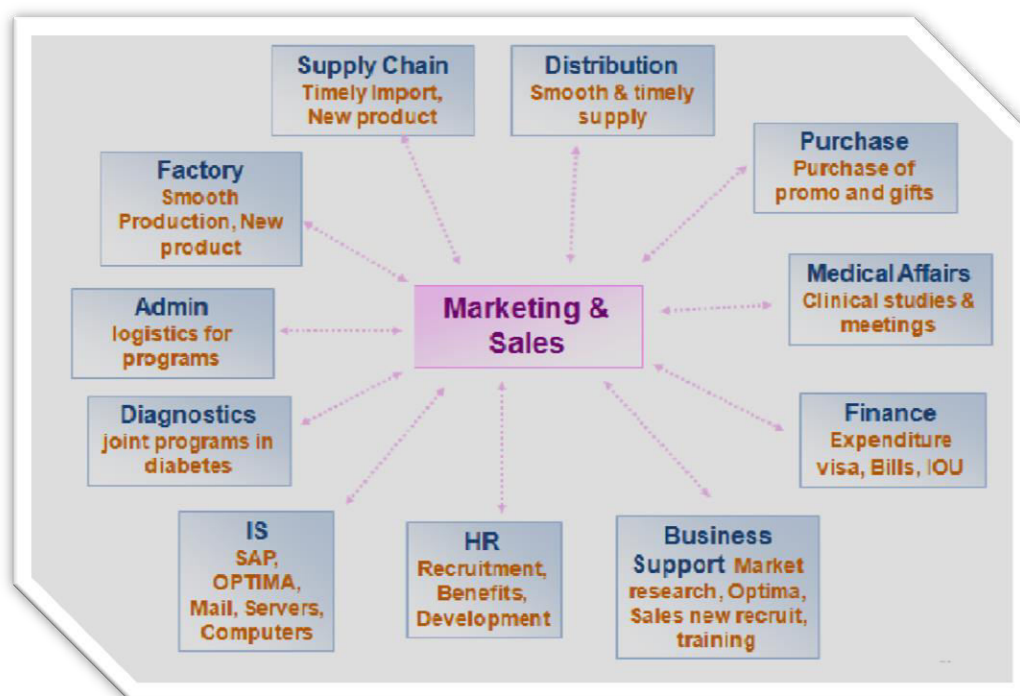 Supply Chain
Timely Import,
New product
Distribution
Smooth & timely
supply
Purchase
Purchase of
promo and gifts
Factory
Smooth
Production, New
product
Medical Affairs
Clinical studies &
meetings
Marketing &
Sales
Admin
logistics for
programs
Diagnostics
joint programs in
diabetes
Finance
Expenditure
visa, Bills, IOU
IS
SAP,
OPTIMA,
Mail, Servers,
Computers
HR
Recruitment,
Benefits,
Development
Business
Support Market
research, Optima,
Sales new recruit,
training